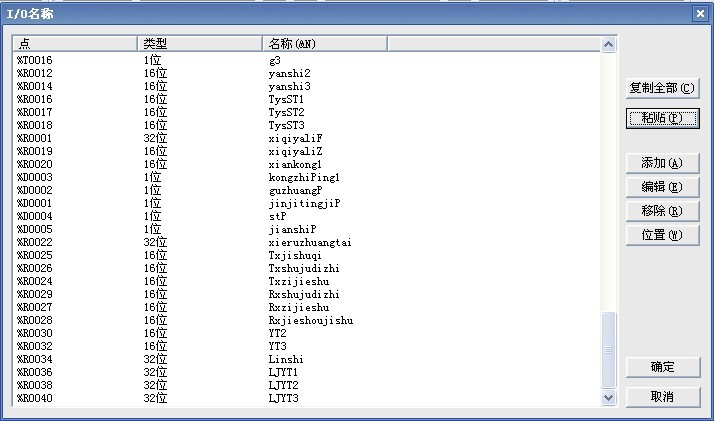 I/O名称
点 类型 名称(&N)
%T0016 1位 g3
%R0012 16位 yanshi2
%R0014 16位 yanshi3
%R0016 16位 TysST1
%R0017 16位 TysST2
%R0018 16位 TysST3
%R0001 32位 xiqiyaliF
%R0019 16位 xiqiyaliZ
%R0020 16位 xiankong1
%D0003 1位 kongzhiPing1
%D0002 1位 guzhuangP
%D0001 1位 jinjitingjiP
%D0004 1位 stP
%D0005 1位 jianshiP
%R0022 32位 xieruzhuangtai
%R0025 16位 Txjishuqi
%R0026 16位 Txshujudizhi
%R0024 16位 Txzijieshu
%R0029 16位 Rxshujudizhi
%R0027 16位 Rxzijieshu
%R0028 16位 Rxjieshoujishu
%R0030 16位 YT2
%R0032 16位 YT3
%R0034 32位 Linshi
%R0036 32位 LJYT1
%R0038 32位 LJYT2
%R0040 32位 LJYT3
复制全部(C)
粘贴(P)
添加(A)
编辑(E)
移除(R)
位置(W)
确定
取消